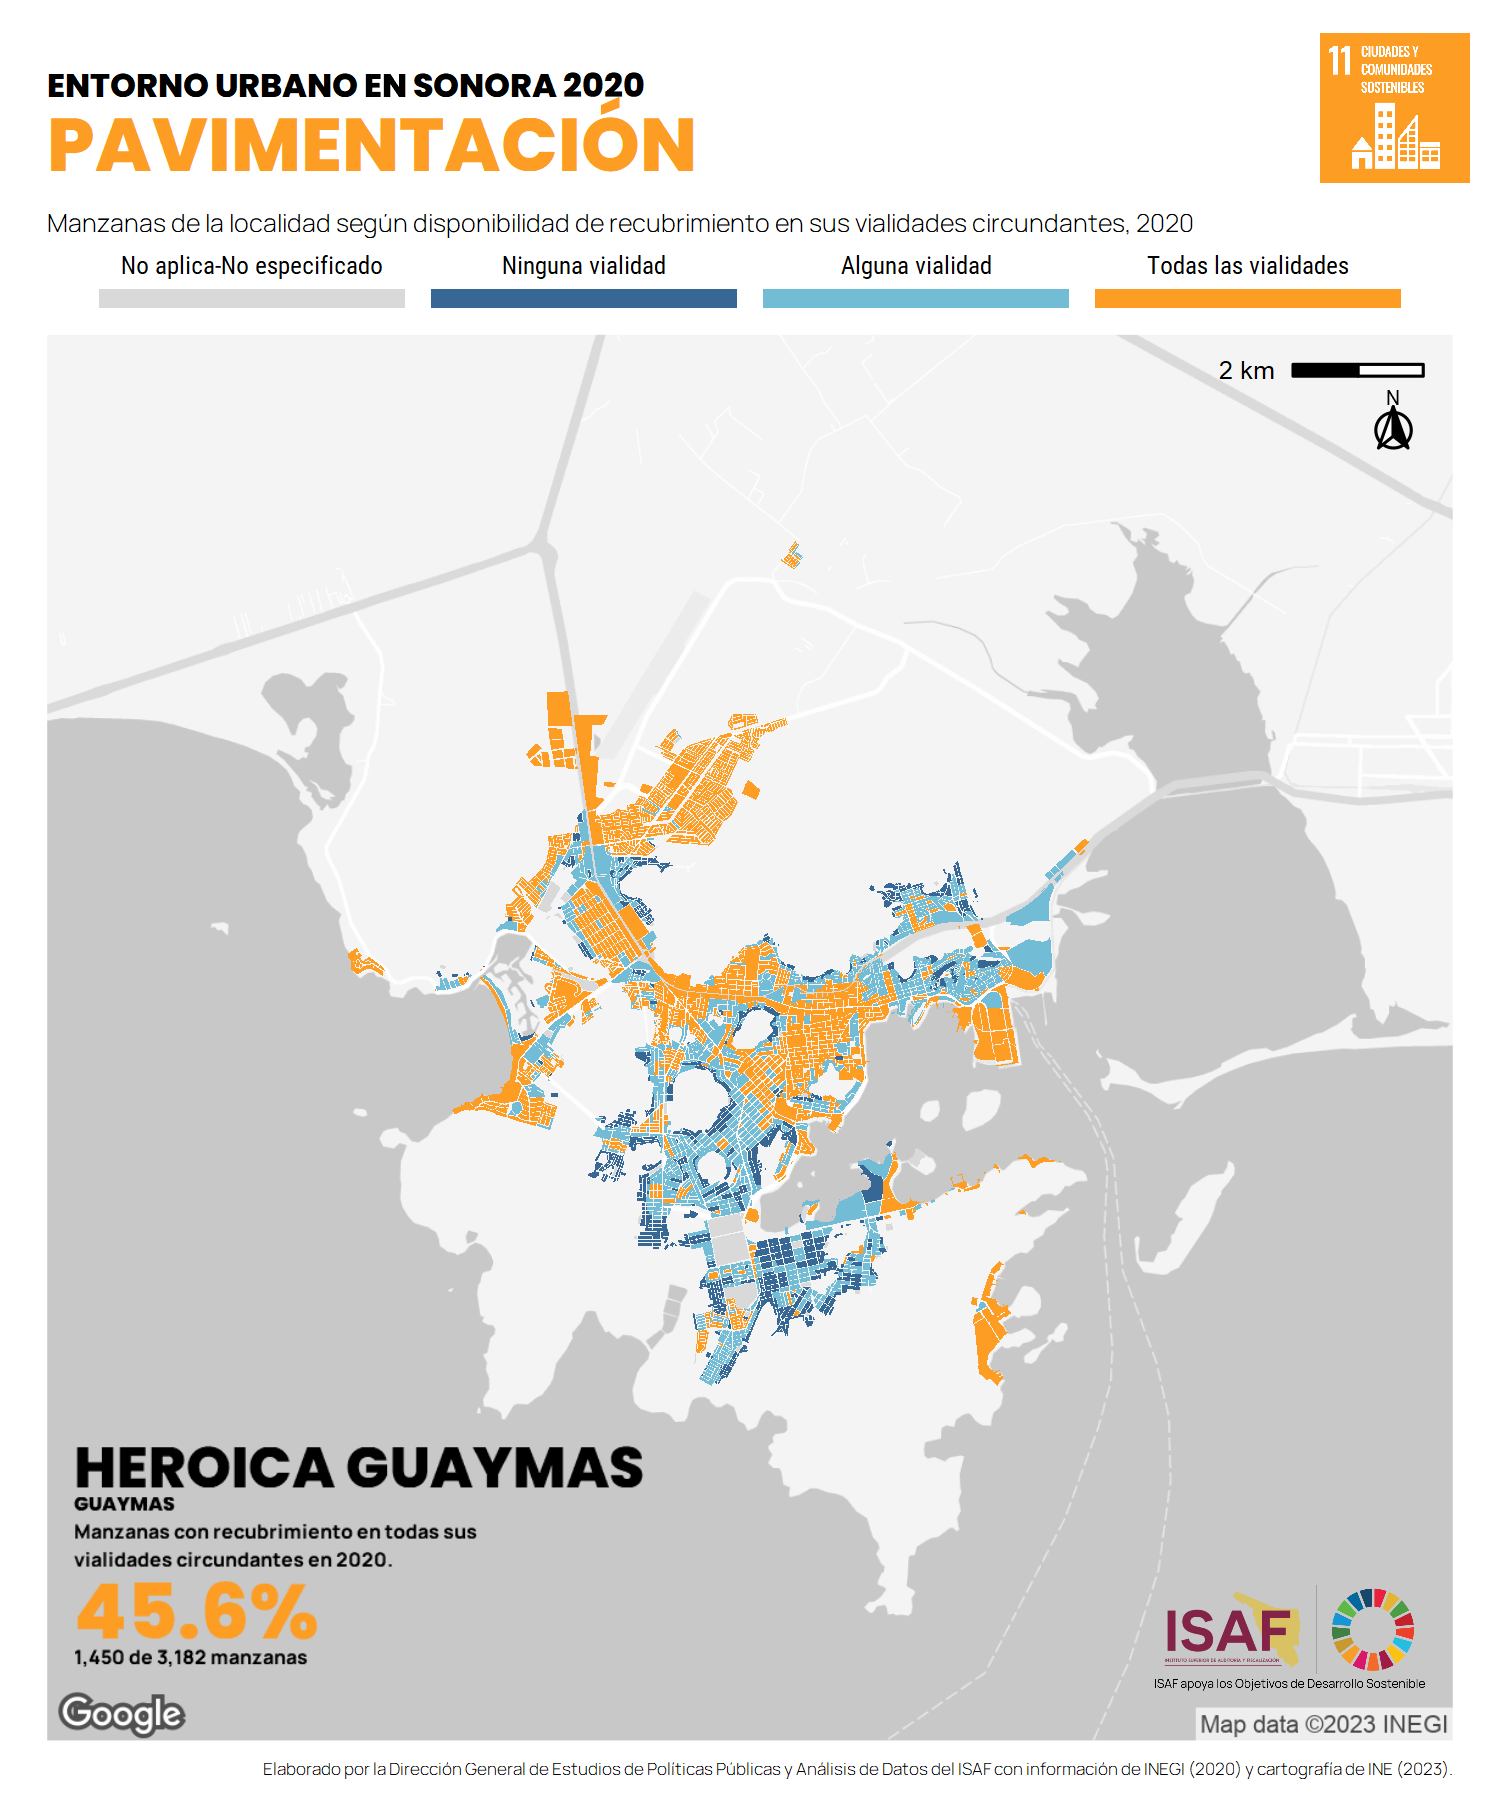 ENTORNO URBANO EN SONORA 2020
PAVIMENTACIÓN
11 CIUDADES Y
COMUNIDADES
SOSTENIBLES
Manzanas de la localidad según disponibilidad de recubrimiento en sus vialidades circundantes, 2020
No aplica-No especificado
Ninguna vialidad
Alguna vialidad
Todas las vialidades
2 km
N
HEROICA GUAYMAS
GUAYMAS
Manzanas con recubrimiento en todas sus
vialidades circundantes en 2020.
45.6%
1,450 de 3,182 manzanas
ISAF
INSTITUTO SUPERIOR DE AUDITORÍA Y FISCALIZACIÓN
ISAF apoya los Objetivos de Desarrollo Sostenible
Google
Map data ©2023 INEGI
Elaborado por la Dirección General de Estudios de Políticas Públicas y Análisis de Datos del ISAF con información de INEGI (2020) y cartografía de INE (2023).